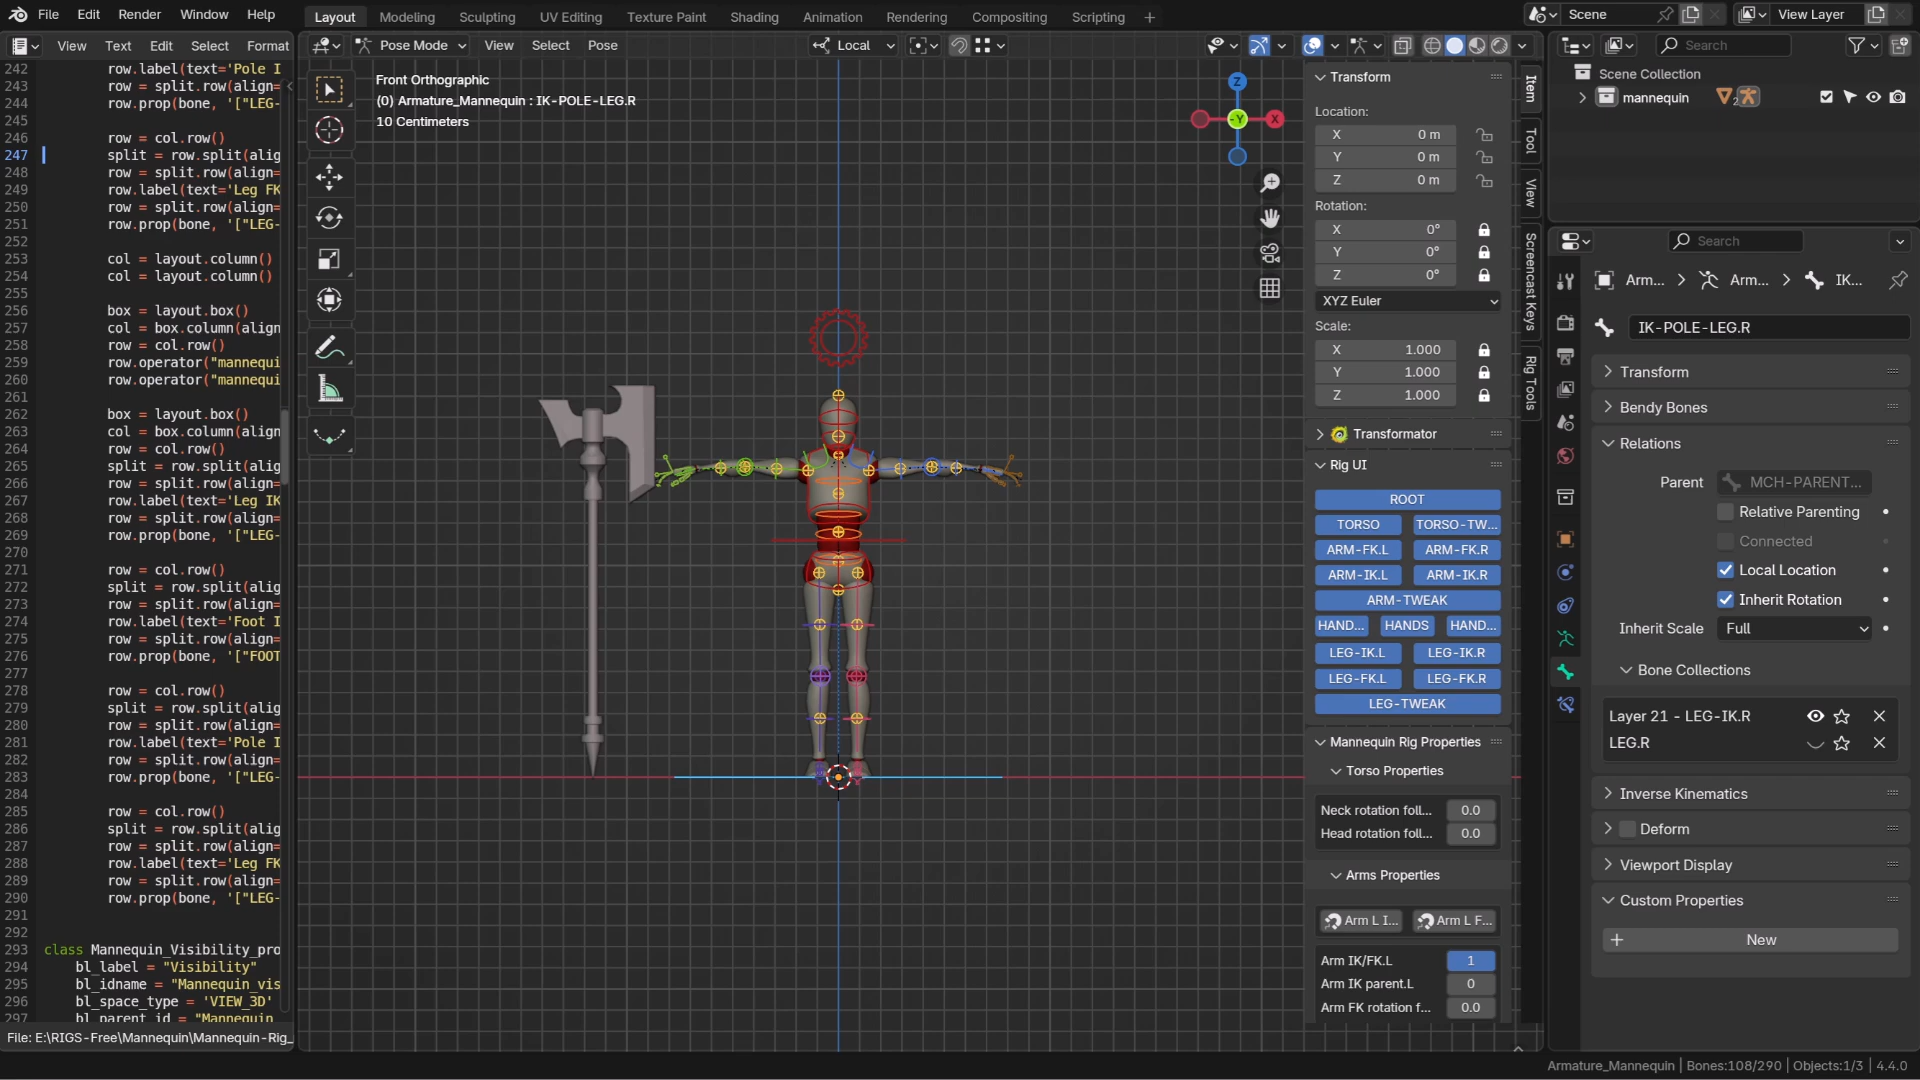 File Edit Render Window Help
Layout Modeling Sculpting UV Editing Texture Paint Shading Animation Rendering Compositing Scripting +
Scene
View Layer
View Text Edit Select Format
242 row.label(text='Pole I
243 row = row.split(align=
244 row.prop(bone, '["LEG-
245
246 row = col.row()
247 split = row.split(alig
248 row = split.row(align=
249 row.label(text='Leg FK
250 row = split.row(align=
251 row.prop(bone, '["LEG-
252
253 col = layout.column()
254 col = layout.column()
255
256 box = layout.box()
257 col = box.column(align
258 row = col.row()
259 row.operator("mannequi
260 row.operator("mannequi
261
262 box = layout.box()
263 col = box.column(align
264 row = col.row()
265 split = row.split(alig
266 row = split.row(align=
267 row.label(text='Leg IK
268 row = split.row(align=
269 row.prop(bone, '["LEG-
270
271 row = col.row()
272 split = row.split(alig
273 row = split.row(align=
274 row.label(text='Foot I
275 row = split.row(align=
276 row.prop(bone, '["FOOT
277
278 row = col.row()
279 split = row.split(alig
280 row = split.row(align=
281 row.label(text='Pole I
282 row = split.row(align=
283 row.prop(bone, '["LEG-
284
285 row = col.row()
286 split = row.split(alig
287 row = split.row(align=
288 row.label(text='Leg FK
289 row = split.row(align=
290 row.prop(bone, '["LEG-
291
292
293 class Mannequin_Visibility_pro
294 bl_label = "Visibility"
295 bl_idname = "Mannequin_vis
296 bl_space_type = 'VIEW_3D'
297 bl_parent_id = "Mannequin
File: E:\RIGS-Free\Mannequin\Mannequin-Rig_
Pose Mode View Select Pose
Local
Front Orthographic
(0) Armature_Mannequin : IK-POLE-LEG.R
10 Centimeters
Z
-Y
X
Transform
Location:
X 0 m
Y 0 m
Z 0 m
Rotation:
X 0°
Y 0°
Z 0°
XYZ Euler
Scale:
X 1.000
Y 1.000
Z 1.000
Transformator
Rig UI
ROOT
TORSO TORSO-TW...
ARM-FK.L ARM-FK.R
ARM-IK.L ARM-IK.R
ARM-TWEAK
HAND... HANDS HAND...
LEG-IK.L LEG-IK.R
LEG-FK.L LEG-FK.R
LEG-TWEAK
Mannequin Rig Properties
Torso Properties
Neck rotation foll... 0.0
Head rotation foll... 0.0
Arms Properties
Arm L I... Arm L F...
Arm IK/FK.L 1
Arm IK parent.L 0
Arm FK rotation f... 0.0
Item
Tool
View
Screencast Keys
Rig Tools
Search
Scene Collection
mannequin
2
Search
Arm... Arm... IK...
IK-POLE-LEG.R
Transform
Bendy Bones
Relations
Parent MCH-PARENT...
Relative Parenting
Connected
Local Location
Inherit Rotation
Inherit Scale Full
Bone Collections
Layer 21 - LEG-IK.R
LEG.R
Inverse Kinematics
Deform
Viewport Display
Custom Properties
+ New
Armature_Mannequin | Bones:108/290 | Objects:1/3 | 4.4.0